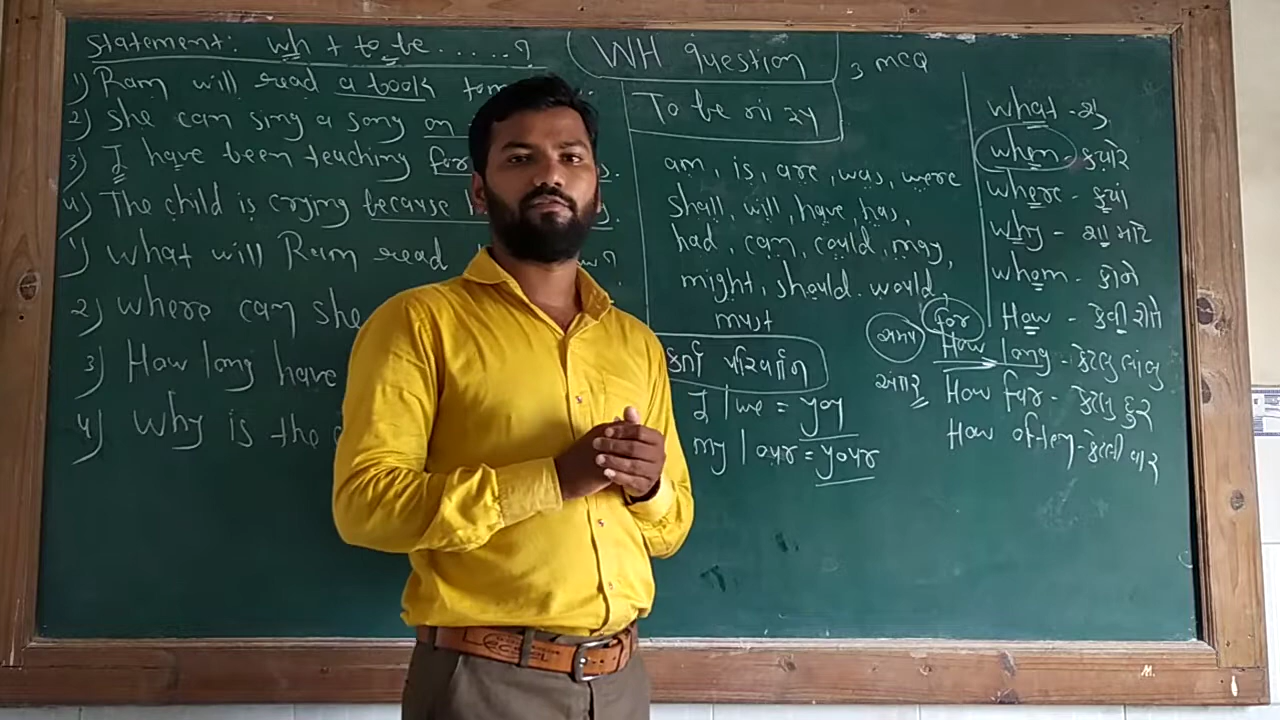 Statement: Wh + to be ......?
1) Ram will read a book
2) She can sing a song on
3) I have been teaching for
4) The child is crying because
1) What will Ram read
2) Where can she
3) How long have
4) Why is the
WH question
3 MCQ
To be ના રૂપ
am, is, are, was, were
shall, will, have, has,
had, can, could, may,
might, should, would,
must
કર્તા પરિવર્તન
I / we = you
my / our = your
what - શું
when - ક્યારે
where - ક્યાં
why - શા માટે
whom - કોને
How - કેવી રીતે
for
સમય
અંતર
How long - કેટલુ લાંબુ
How far - કેટલુ દુર
How often - કેટલી વાર